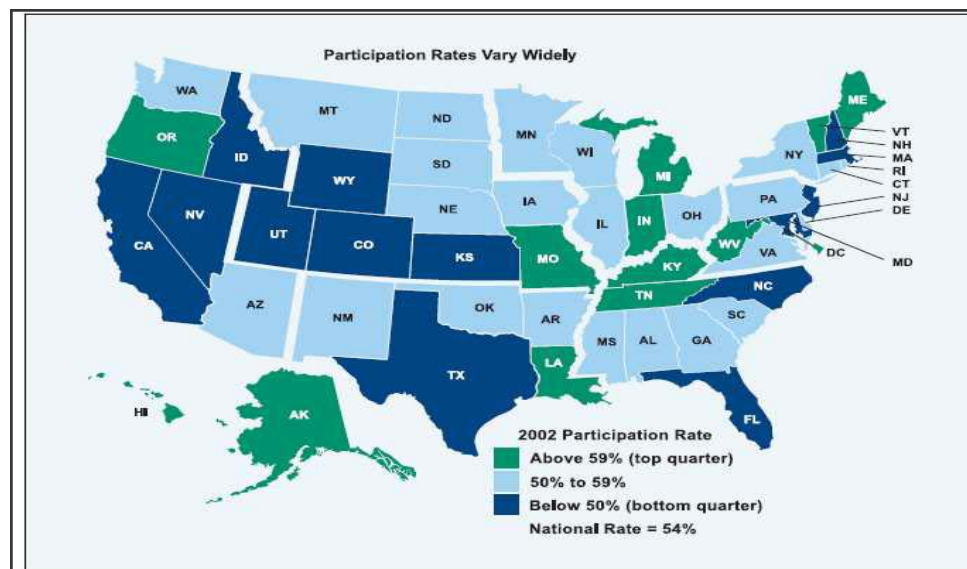 Participation Rates Vary Widely
WA
MT
ND
MN
ME
OR
ID
WY
SD
WI
MI
NY
VT
NH
MA
RI
CT
NJ
DE
MD
DC
NV
CA
UT
CO
NE
IA
IL
IN
OH
PA
WV
VA
KS
MO
KY
NC
TN
AZ
NM
OK
AR
SC
MS
AL
GA
TX
LA
FL
HI
AK
2002 Participation Rate
Above 59% (top quarter)
50% to 59%
Below 50% (bottom quarter)
National Rate = 54%